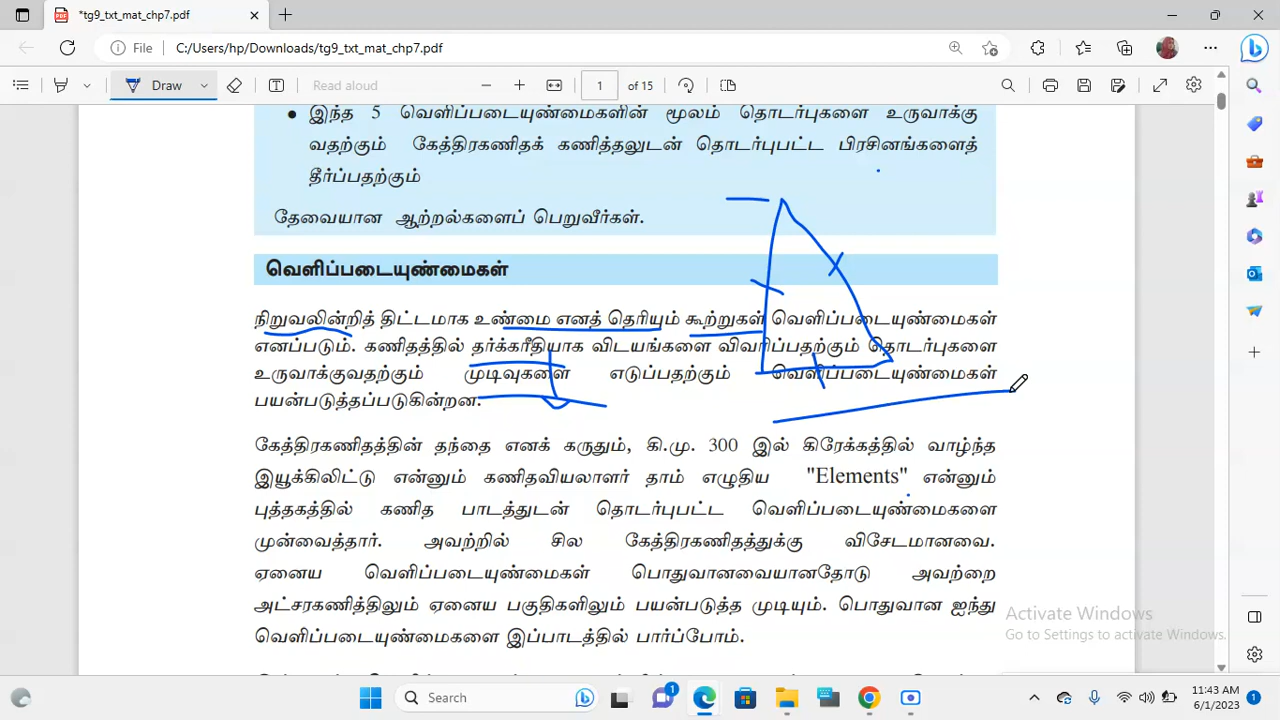 *tg9_txt_mat_chp7.pdf
File C:/Users/hp/Downloads/tg9_txt_mat_chp7.pdf
Draw Read aloud 1 of 15
• இந்த 5 வெளிப்படையுண்மைகளின் மூலம் தொடர்புகளை உருவாக்கு
வதற்கும் கேத்திரகணிதக் கணித்தலுடன் தொடர்புபட்ட பிரசினங்களைத்
தீர்ப்பதற்கும்
தேவையான ஆற்றல்களைப் பெறுவீர்கள்.
வெளிப்படையுண்மைகள்
நிறுவலின்றித் திட்டமாக உண்மை எனத் தெரியும் கூற்றுகள் வெளிப்படையுண்மைகள்
எனப்படும். கணிதத்தில் தர்க்கரீதியாக விடயங்களை விவரிப்பதற்கும் தொடர்புகளை
உருவாக்குவதற்கும் முடிவுகளை எடுப்பதற்கும் வெளிப்படையுண்மைகள்
பயன்படுத்தப்படுகின்றன.
கேத்திரகணிதத்தின் தந்தை எனக் கருதும், கி.மு. 300 இல் கிரேக்கத்தில் வாழ்ந்த
இயூக்கிலிட்டு என்னும் கணிதவியலாளர் தாம் எழுதிய "Elements" என்னும்
புத்தகத்தில் கணித பாடத்துடன் தொடர்புபட்ட வெளிப்படையுண்மைகளை
முன்வைத்தார். அவற்றில் சில கேத்திரகணிதத்துக்கு விசேடமானவை.
ஏனைய வெளிப்படையுண்மைகள் பொதுவானவையானதோடு அவற்றை
அட்சரகணிதத்திலும் ஏனைய பகுதிகளிலும் பயன்படுத்த முடியும். பொதுவான ஐந்து
வெளிப்படையுண்மைகளை இப்பாடத்தில் பார்ப்போம்.
Activate Windows
Go to Settings to activate Windows.
Search
1
11:43 AM
6/1/2023
1